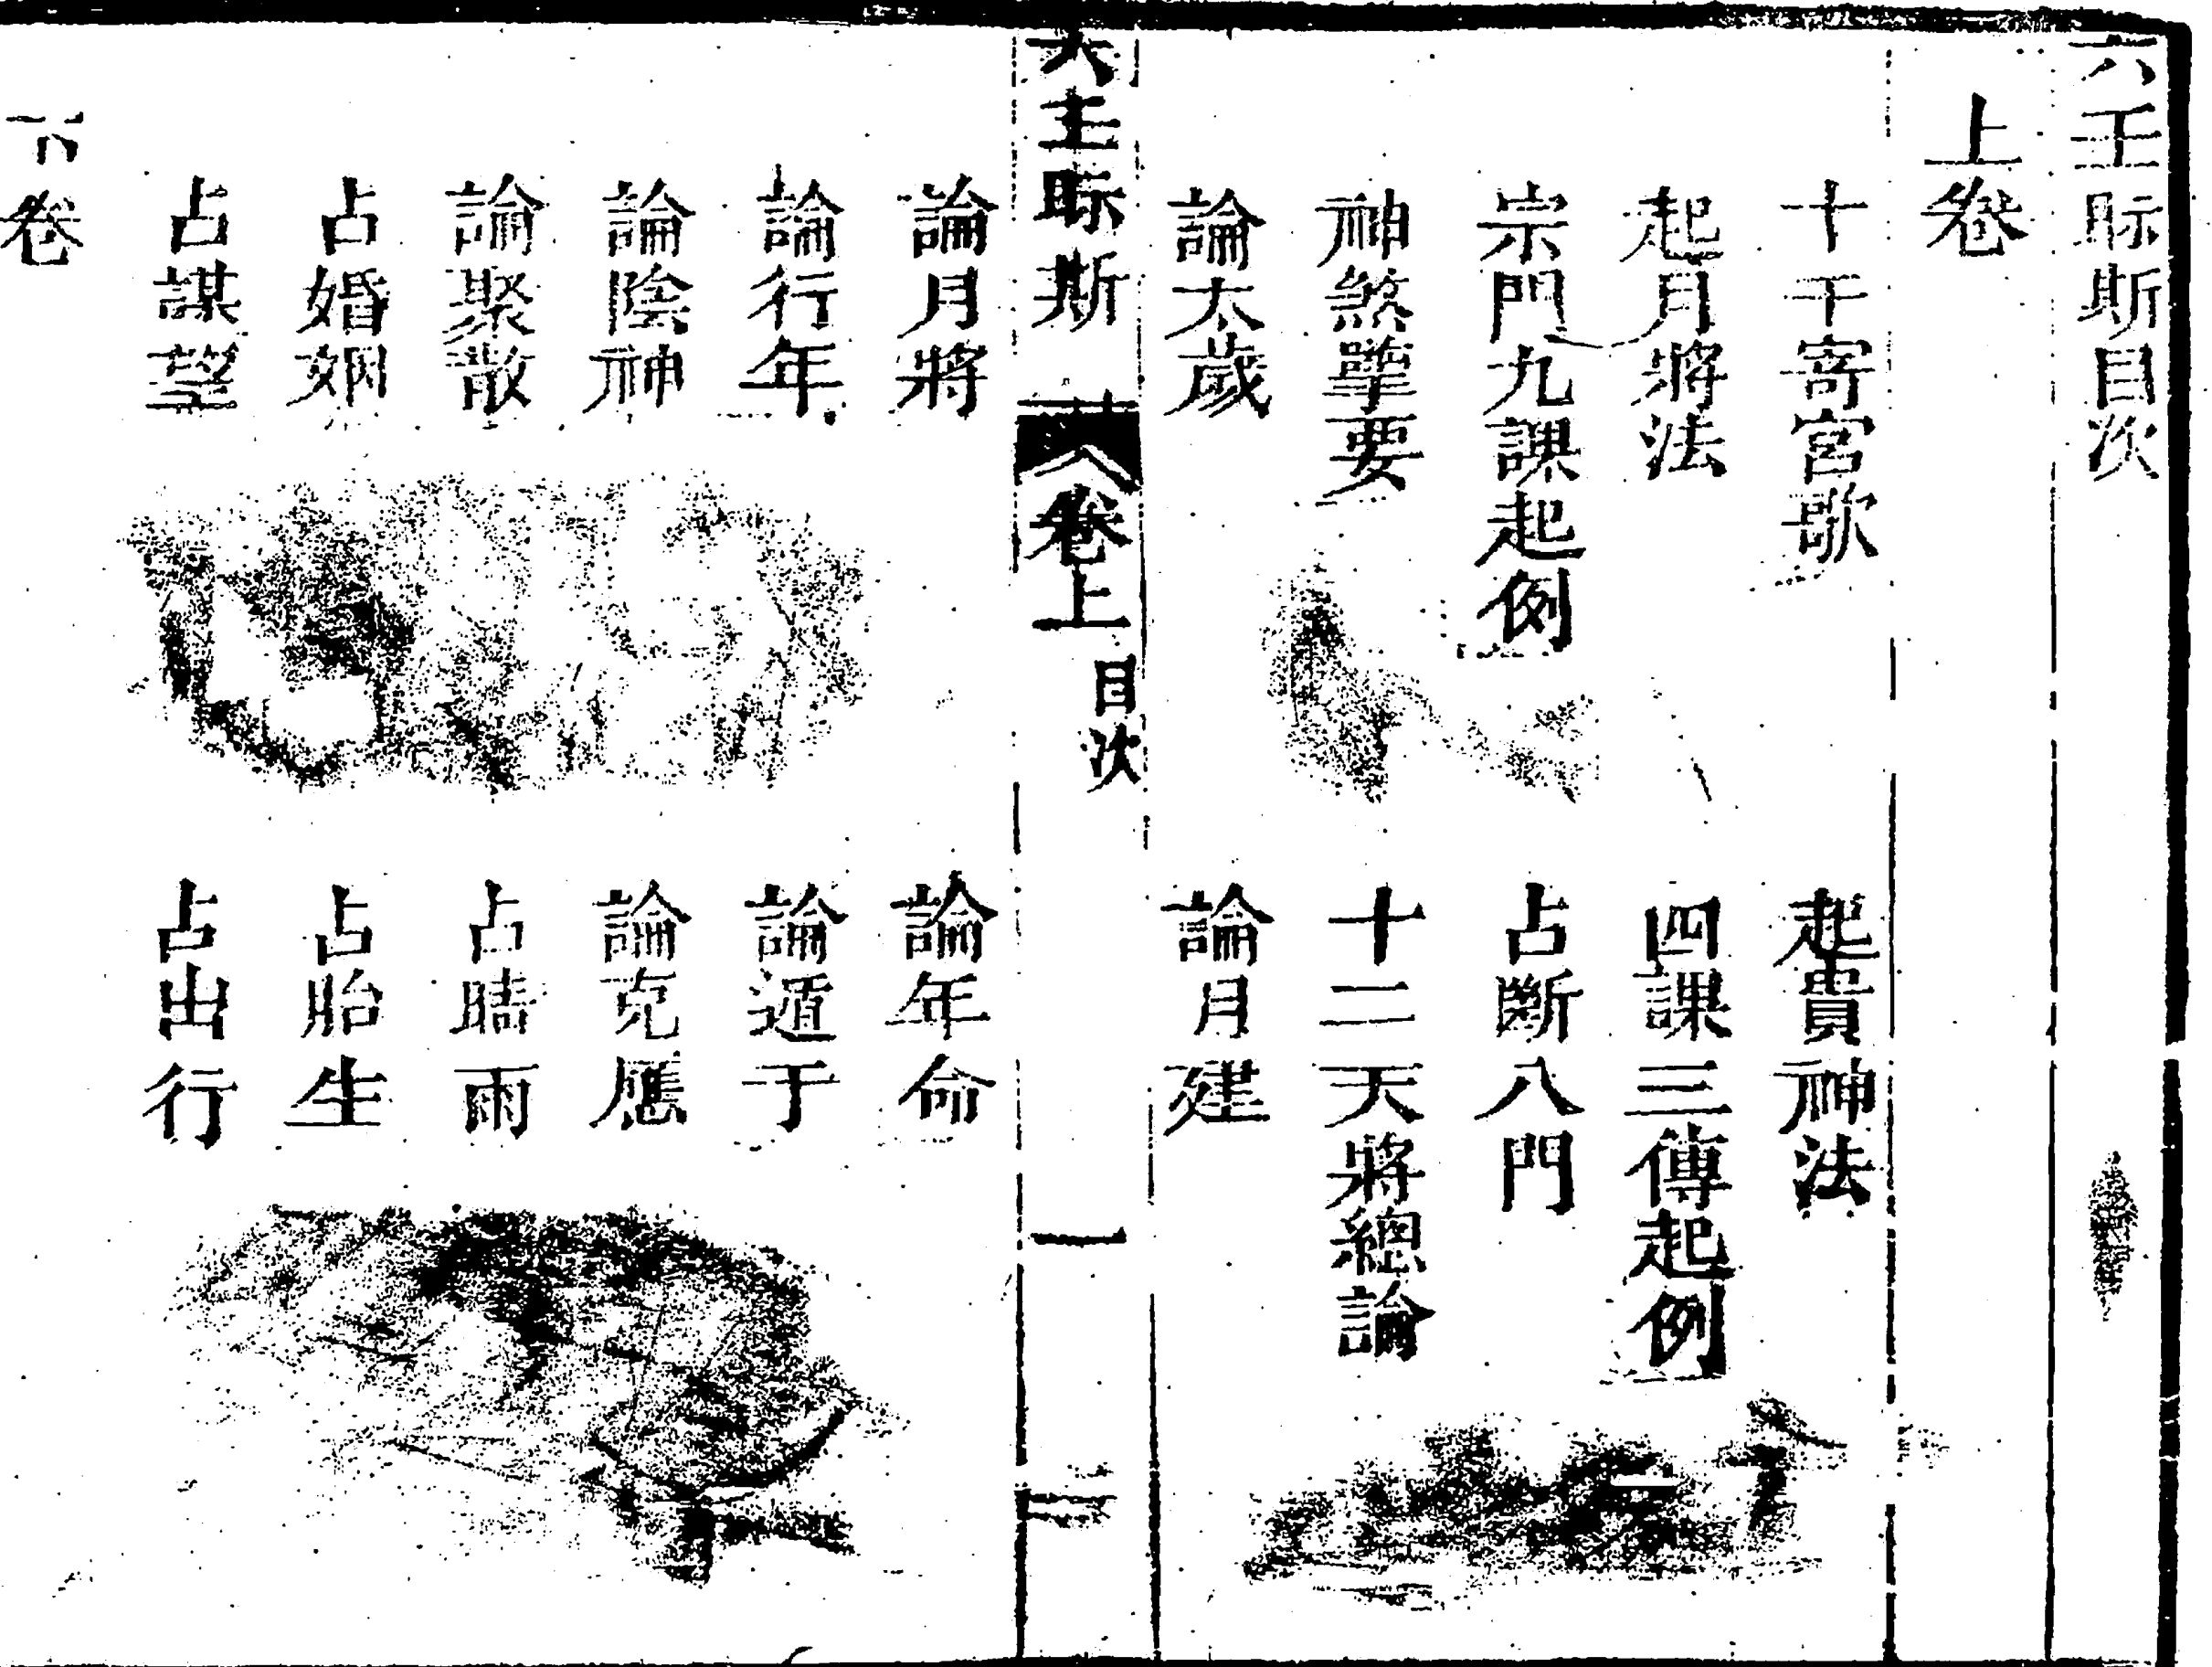 六壬眎斯目次
上卷
十干寄宮歌 起貴神法
起月將法 四課三傳起例
宗門九課起例 占斷八門
神煞擥要 十二天將總論
論太歲 論月建
六壬眎斯 卷上 目次 一
論月將 論年命
論行年 論遁干
論陰神 論克應
論聚散 占晴雨
占婚姻 占胎生
占謀望 占出行
下卷